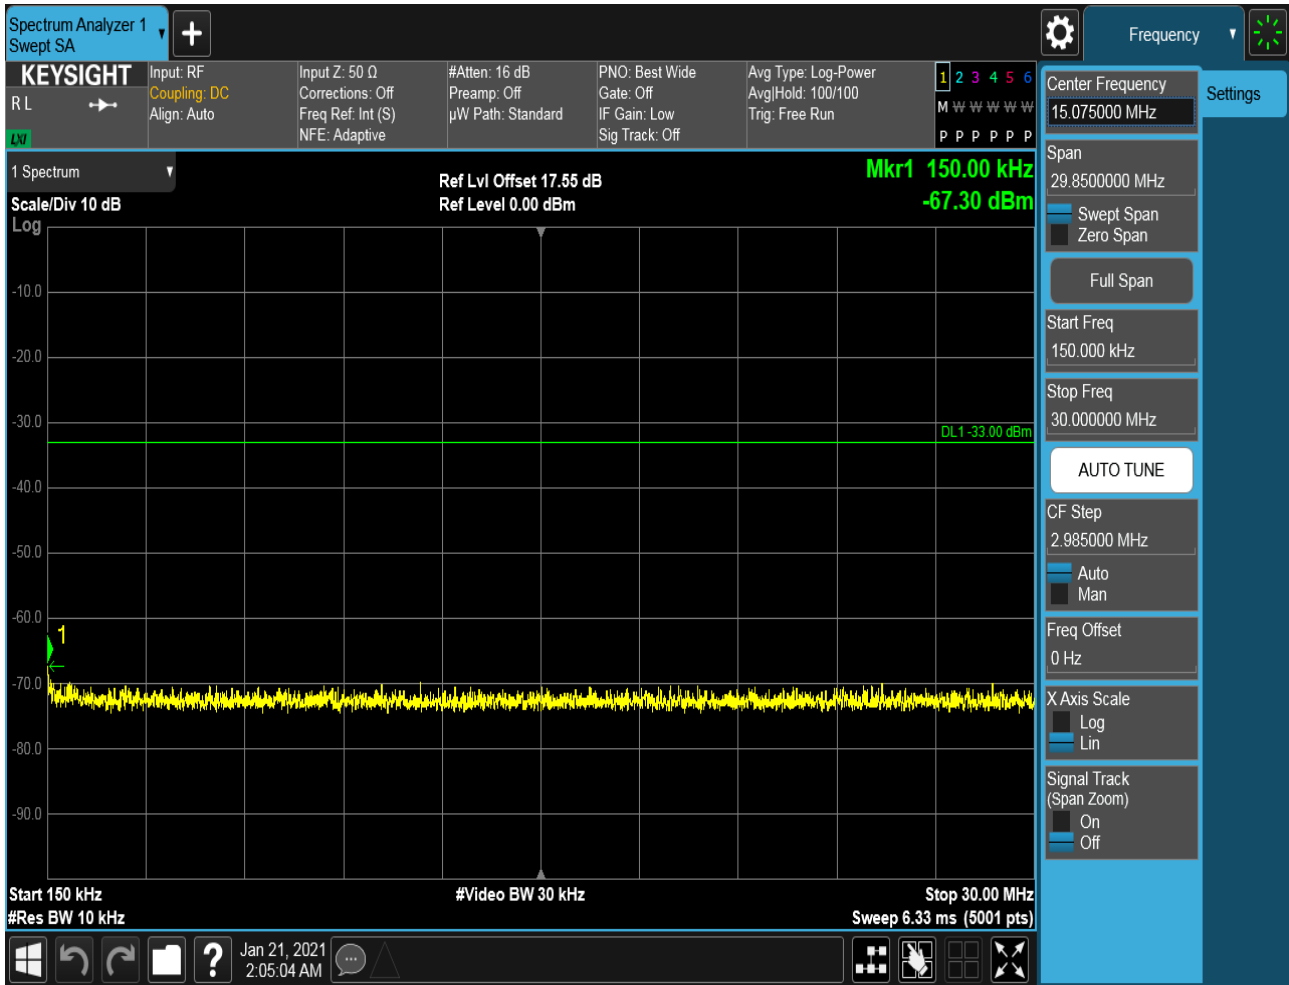 Spectrum Analyzer 1
Swept SA
Frequency
KEYSIGHT
R L
LXI
Input: RF
Coupling: DC
Align: Auto
Input Z: 50 Ω
Corrections: Off
Freq Ref: Int (S)
NFE: Adaptive
#Atten: 16 dB
Preamp: Off
µW Path: Standard
PNO: Best Wide
Gate: Off
IF Gain: Low
Sig Track: Off
Avg Type: Log-Power
Avg|Hold: 100/100
Trig: Free Run
1 2 3 4 5 6
M W W W W W
P P P P P P
1 Spectrum
Scale/Div 10 dB
Log
Ref Lvl Offset 17.55 dB
Ref Level 0.00 dBm
Mkr1 150.00 kHz
-67.30 dBm
-10.0
-20.0
-30.0
DL1 -33.00 dBm
-40.0
-50.0
-60.0
1
-70.0
-80.0
-90.0
Start 150 kHz
#Res BW 10 kHz
#Video BW 30 kHz
Stop 30.00 MHz
Sweep 6.33 ms (5001 pts)
Jan 21, 2021
2:05:04 AM
Center Frequency
15.075000 MHz
Settings
Span
29.8500000 MHz
Swept Span
Zero Span
Full Span
Start Freq
150.000 kHz
Stop Freq
30.000000 MHz
AUTO TUNE
CF Step
2.985000 MHz
Auto
Man
Freq Offset
0 Hz
X Axis Scale
Log
Lin
Signal Track
(Span Zoom)
On
Off